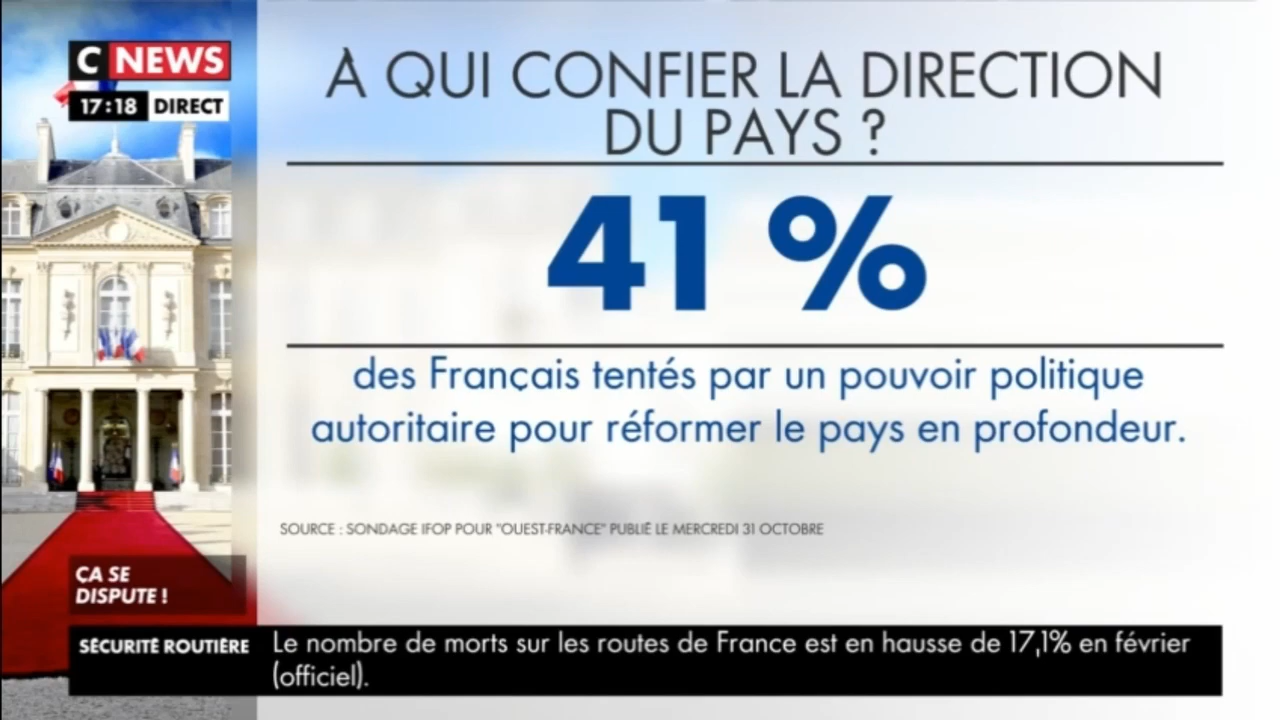 C NEWS
17:18 DIRECT
À QUI CONFIER LA DIRECTION
DU PAYS ?
41 %
des Français tentés par un pouvoir politique
autoritaire pour réformer le pays en profondeur.
SOURCE : SONDAGE IFOP POUR "OUEST-FRANCE" PUBLIÉ LE MERCREDI 31 OCTOBRE
ÇA SE
DISPUTE !
SÉCURITÉ ROUTIÈRE Le nombre de morts sur les routes de France est en hausse de 17,1% en février
(officiel).